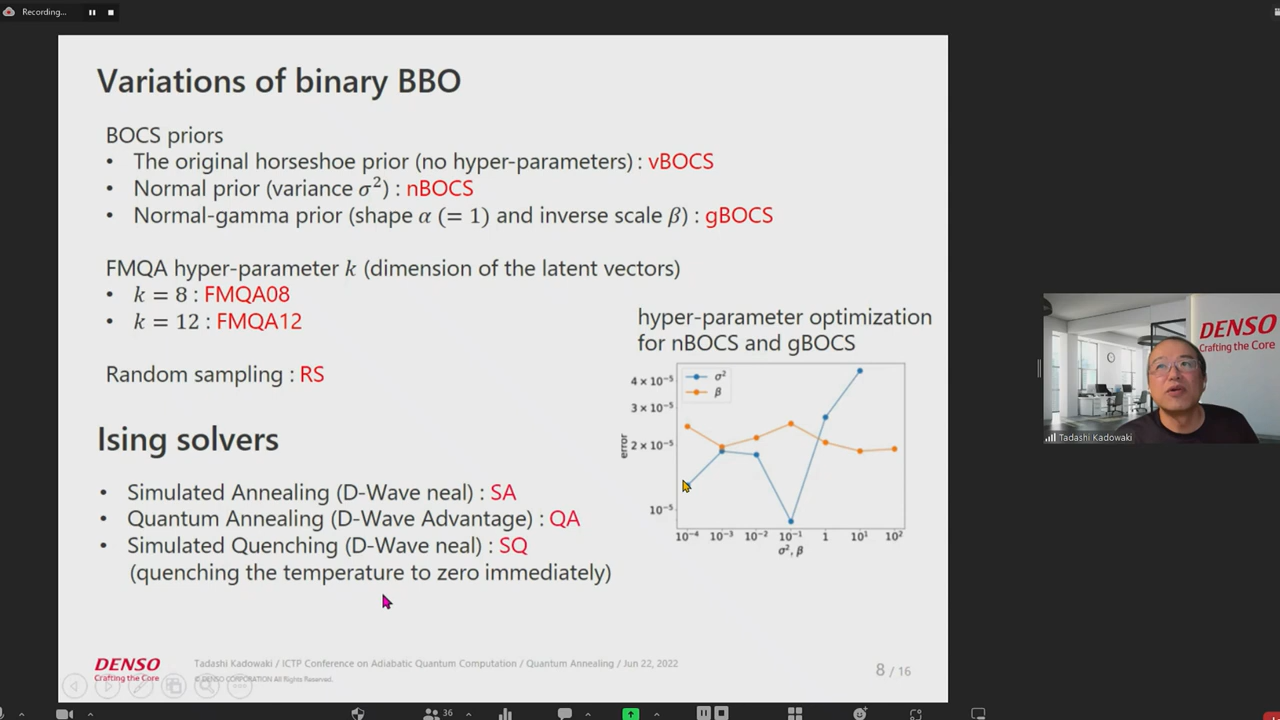 Recording...
Variations of binary BBO
BOCS priors
• The original horseshoe prior (no hyper-parameters) : vBOCS
• Normal prior (variance σ²) : nBOCS
• Normal-gamma prior (shape α (= 1) and inverse scale β) : gBOCS
FMQA hyper-parameter k (dimension of the latent vectors)
• k = 8 : FMQA08
• k = 12 : FMQA12
Random sampling : RS
hyper-parameter optimization
for nBOCS and gBOCS
σ²
β
4 × 10⁻⁵
3 × 10⁻⁵
2 × 10⁻⁵
10⁻⁵
error
10⁻⁴ 10⁻³ 10⁻² 10⁻¹ 1 10¹ 10²
σ², β
Ising solvers
• Simulated Annealing (D-Wave neal) : SA
• Quantum Annealing (D-Wave Advantage) : QA
• Simulated Quenching (D-Wave neal) : SQ
(quenching the temperature to zero immediately)
DENSO
Crafting the Core
Tadashi Kadowaki / ICTP Conference on Adiabatic Quantum Computation / Quantum Annealing / Jun 22, 2022
© DENSO CORPORATION All Rights Reserved.
8 / 16
DENSO
Crafting the Core
Tadashi Kadowaki
36